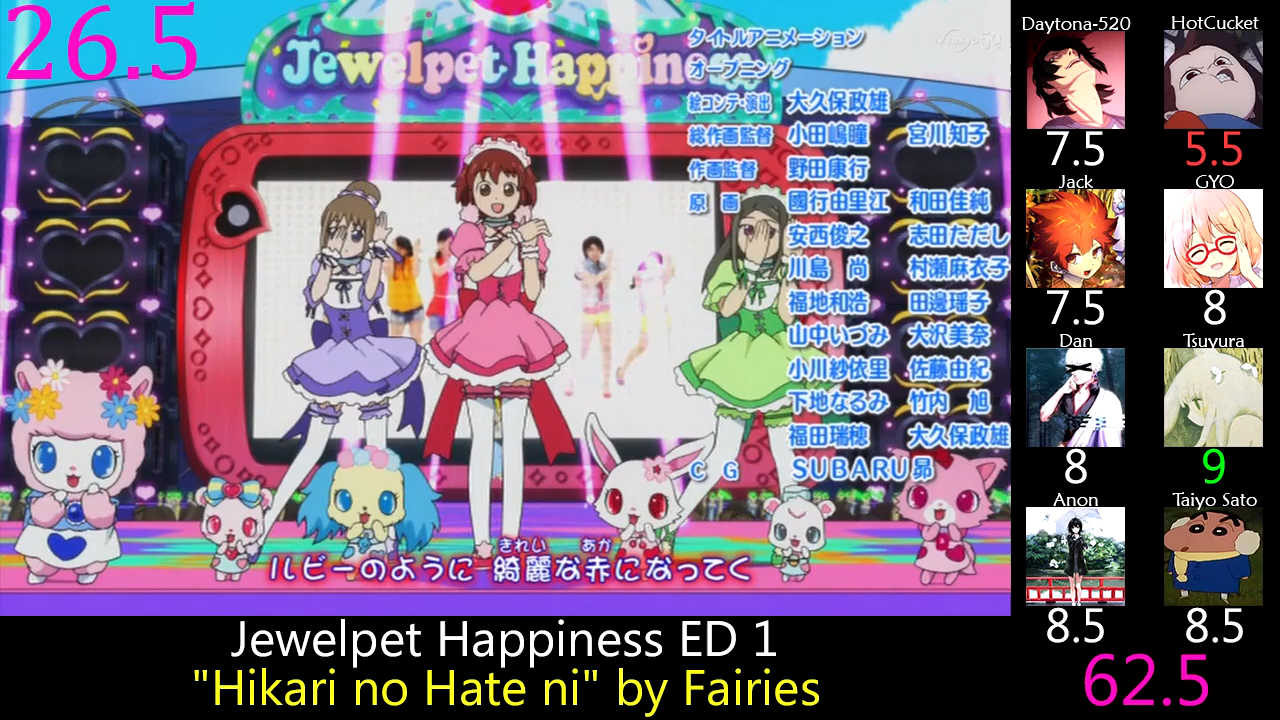 26.5
Jewelpet Happiness
タイトルアニメーション
オープニング
絵コンテ・演出 大久保政雄
総作画監督 小田嶋瞳 宮川知子
作画監督 野田康行
原 画 國行由里江 和田佳純
安西俊之 志田ただし
川島 尚 村瀬麻衣子
福地和浩 田邉瑶子
山中いづみ 大沢美奈
小川紗依里 佐藤由紀
下地なるみ 竹内 旭
福田瑞穂 大久保政雄
C G SUBARU昴
きれい あか
ルビーのように 綺麗な赤になってく
Jewelpet Happiness ED 1
"Hikari no Hate ni" by Fairies
Daytona-520 HotCucket
7.5 5.5
Jack GYO
7.5 8
Dan Tsuyura
8 9
Anon Taiyo Sato
8.5 8.5
62.5